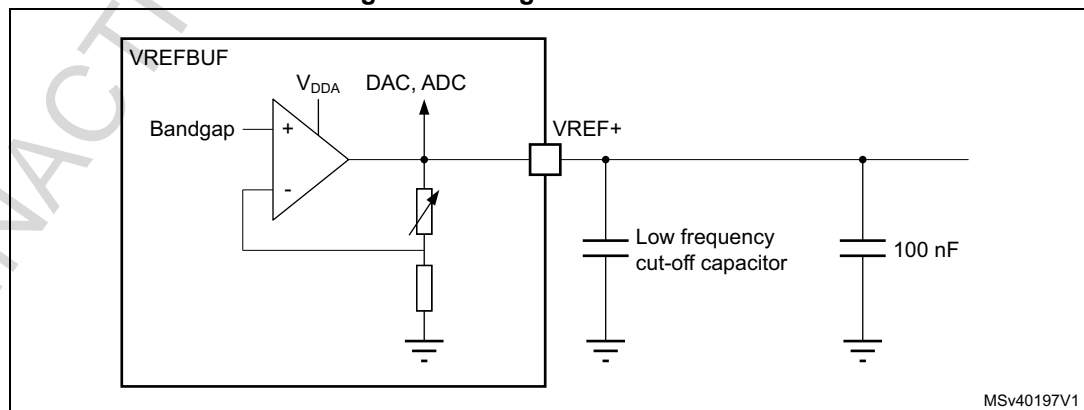 VREFBUF
VDDA
DAC, ADC
Bandgap
+
-
VREF+
Low frequency
cut-off capacitor
100 nF
MSv40197V1